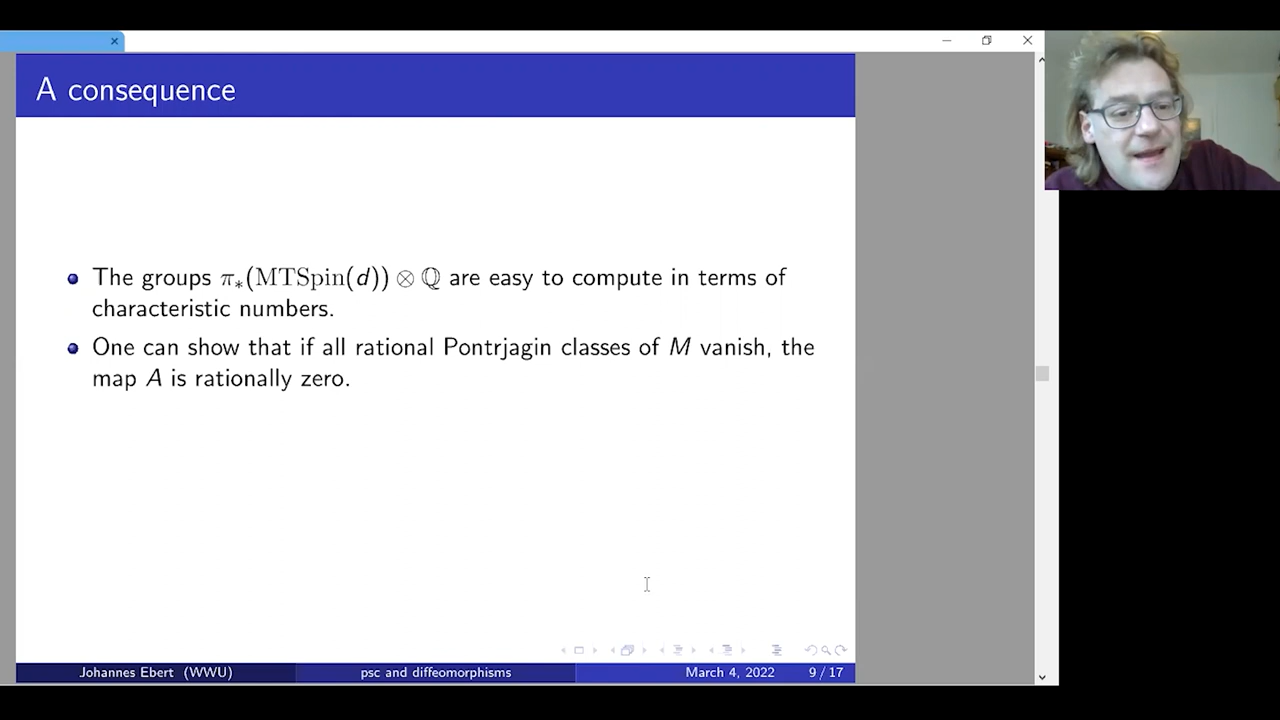 A consequence
The groups π∗(MTSpin(d)) ⊗ ℚ are easy to compute in terms of
characteristic numbers.
One can show that if all rational Pontrjagin classes of M vanish, the
map A is rationally zero.
Johannes Ebert (WWU) psc and diffeomorphisms March 4, 2022 9 / 17